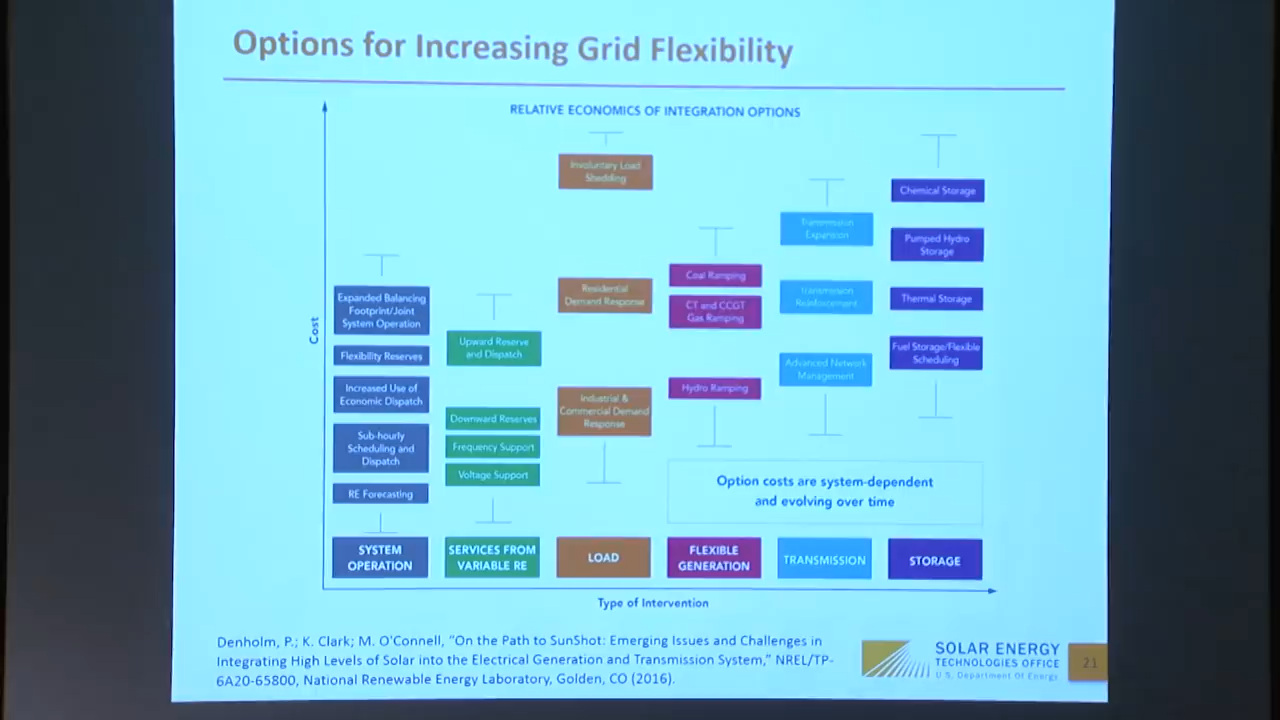 Options for Increasing Grid Flexibility
RELATIVE ECONOMICS OF INTEGRATION OPTIONS
Cost
Expanded Balancing
Footprint/Joint
System Operation
Flexibility Reserves
Increased Use of
Economic Dispatch
Sub-hourly
Scheduling and
Dispatch
RE Forecasting
SYSTEM
OPERATION
Upward Reserve
and Dispatch
Downward Reserves
Frequency Support
Voltage Support
SERVICES FROM
VARIABLE RE
Involuntary Load
Shedding
Residential
Demand Response
Industrial &
Commercial Demand
Response
LOAD
Coal Ramping
CT and CCGT
Gas Ramping
Hydro Ramping
FLEXIBLE
GENERATION
Transmission
Expansion
Transmission
Reinforcement
Advanced Network
Management
TRANSMISSION
Chemical Storage
Pumped Hydro
Storage
Thermal Storage
Fuel Storage/Flexible
Scheduling
STORAGE
Option costs are system-dependent
and evolving over time
Type of Intervention
Denholm, P.; K. Clark; M. O'Connell, "On the Path to SunShot: Emerging Issues and Challenges in
Integrating High Levels of Solar into the Electrical Generation and Transmission System," NREL/TP-
6A20-65800, National Renewable Energy Laboratory, Golden, CO (2016).
SOLAR ENERGY
TECHNOLOGIES OFFICE
U.S. Department Of Energy
21